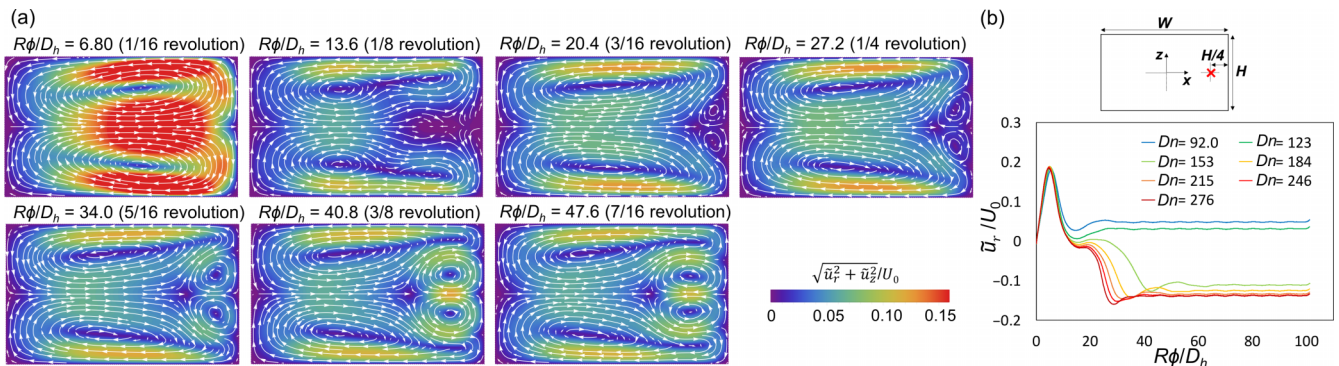 (a)
Rϕ/D_h = 6.80 (1/16 revolution)
Rϕ/D_h = 13.6 (1/8 revolution)
Rϕ/D_h = 20.4 (3/16 revolution)
Rϕ/D_h = 27.2 (1/4 revolution)
Rϕ/D_h = 34.0 (5/16 revolution)
Rϕ/D_h = 40.8 (3/8 revolution)
Rϕ/D_h = 47.6 (7/16 revolution)
√(ũ_r² + ũ_z²)/U_0
0 0.05 0.10 0.15
(b)
W
z
H/4
x
H
0.3
0.2
0.1
0
−0.1
−0.2
ũ_r /U_0
Dn= 92.0
Dn= 123
Dn= 153
Dn= 184
Dn= 215
Dn= 246
Dn= 276
0 20 40 60 80 100
Rϕ/D_h